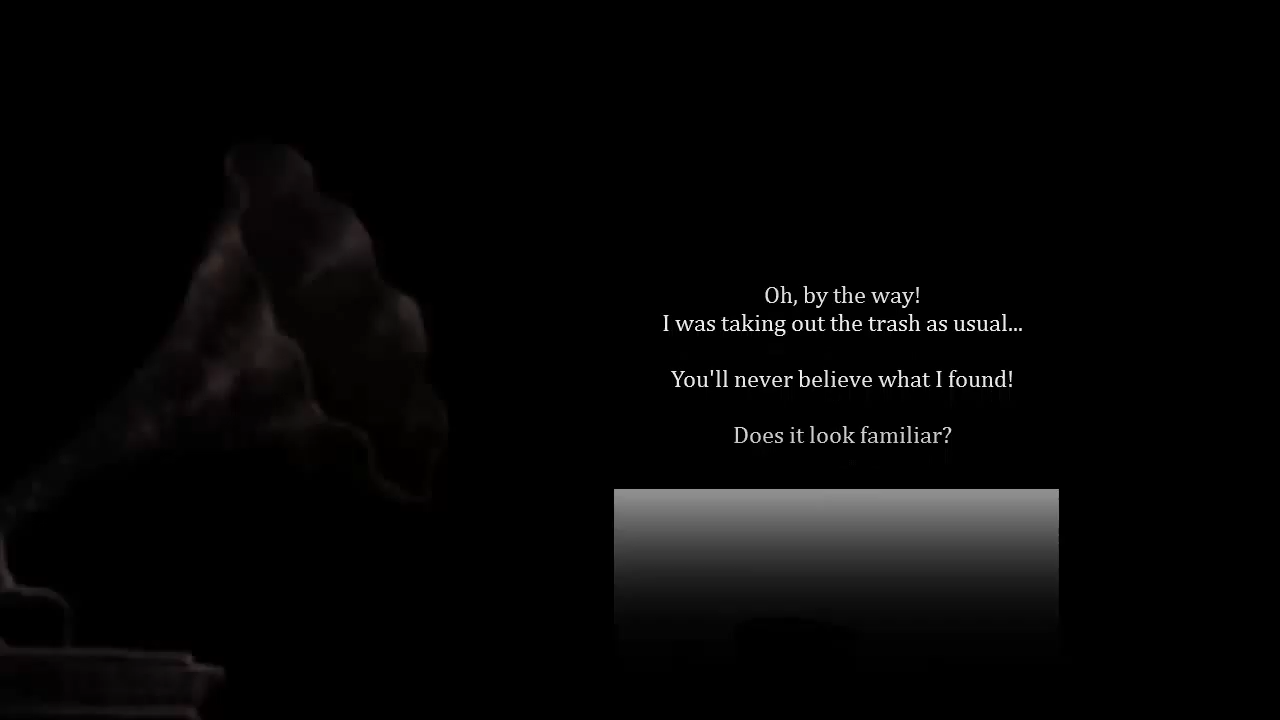 Oh, by the way!
I was taking out the trash as usual...
You'll never believe what I found!
Does it look familiar?